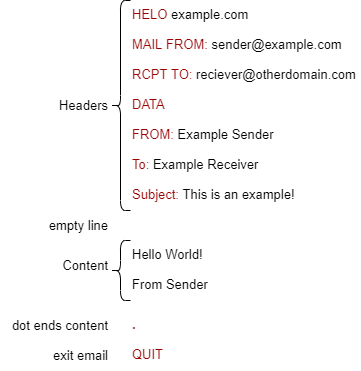 HELO example.com
MAIL FROM: sender@example.com
RCPT TO: reciever@otherdomain.com
Headers DATA
FROM: Example Sender
To: Example Receiver
Subject: This is an example!
empty line
Hello World!
Content
From Sender
dot ends content .
exit email QUIT